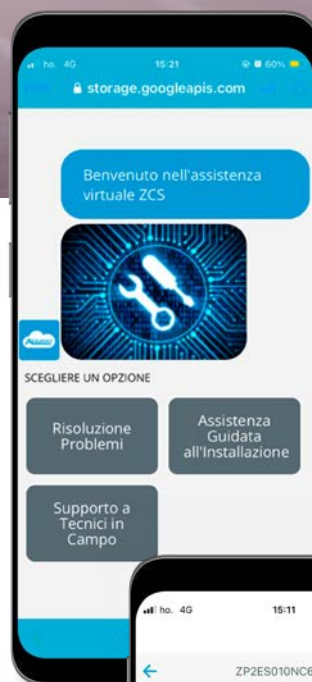 ho. 4G 15:21 60%
storage.googleapis.com
Benvenuto nell'assistenza
virtuale ZCS
SCEGLIERE UN OPZIONE
Risoluzione
Problemi
Assistenza
Guidata
all'Installazione
Supporto a
Tecnici in
Campo
ho. 4G 15:11
ZP2ES010NC6